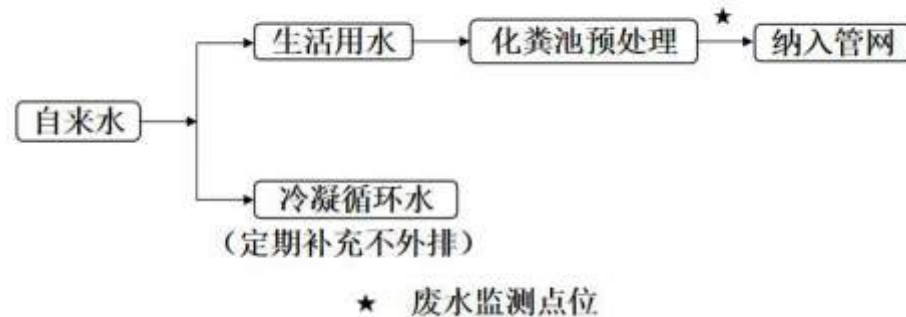 生活用水
化粪池预处理
★
纳入管网
自来水
冷凝循环水
（定期补充不外排）
★ 废水监测点位